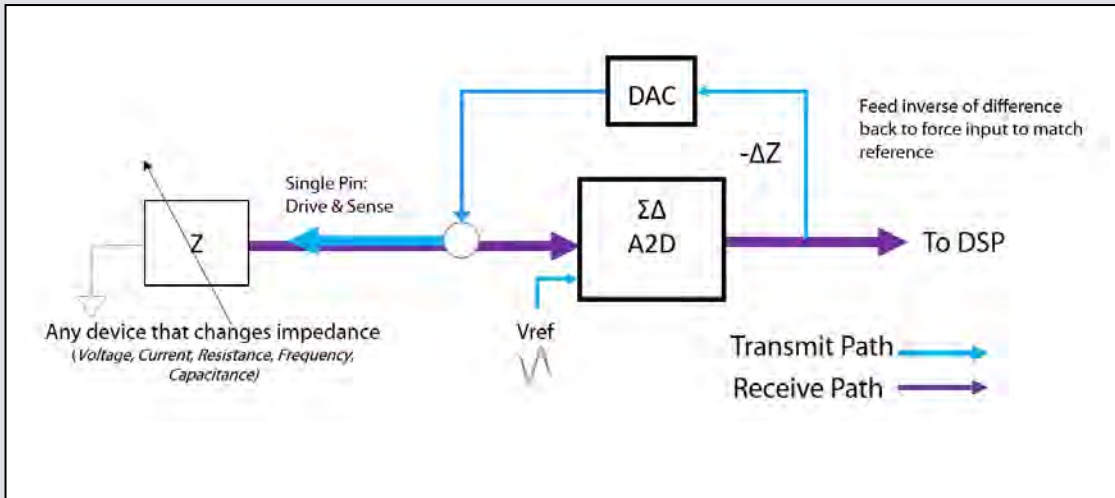 DAC
Feed inverse of difference
back to force input to match
reference
-ΔZ
Single Pin:
Drive & Sense
Z
ΣΔ
A2D
To DSP
Any device that changes impedance
(Voltage, Current, Resistance, Frequency,
Capacitance)
Vref
Transmit Path
Receive Path